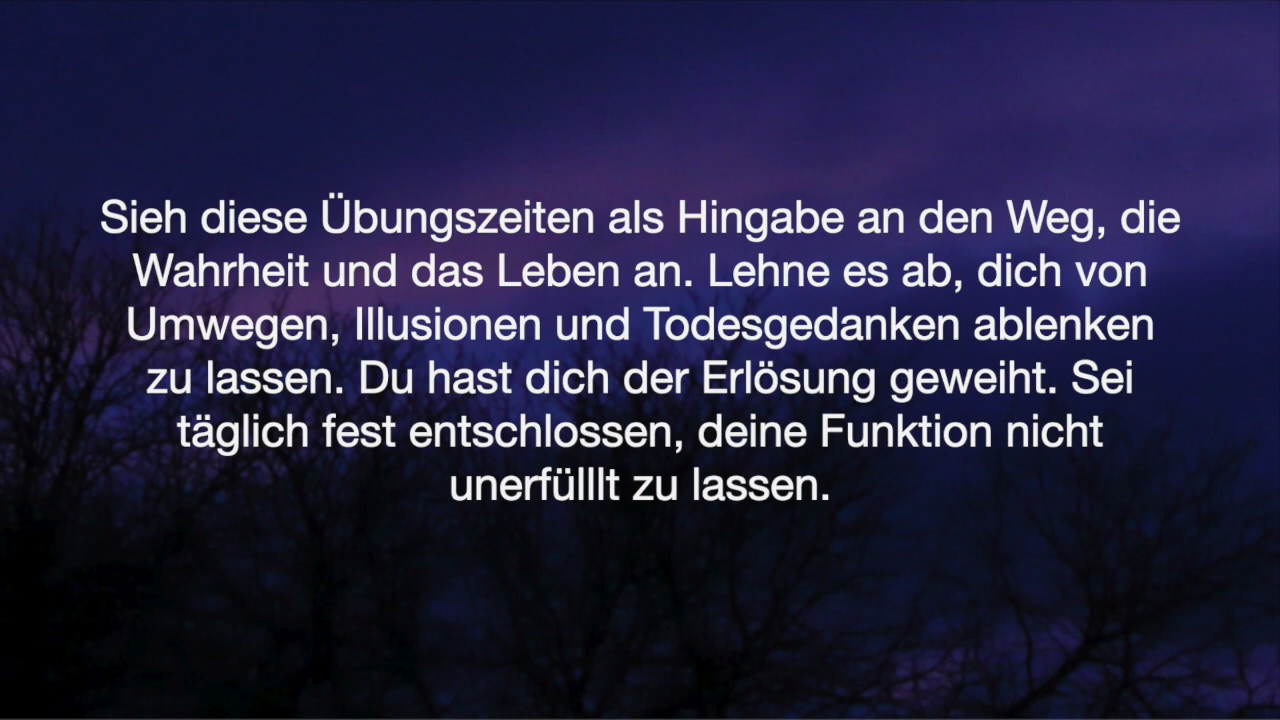 Sieh diese Übungszeiten als Hingabe an den Weg, die
Wahrheit und das Leben an. Lehne es ab, dich von
Umwegen, Illusionen und Todesgedanken ablenken
zu lassen. Du hast dich der Erlösung geweiht. Sei
täglich fest entschlossen, deine Funktion nicht
unerfülllt zu lassen.